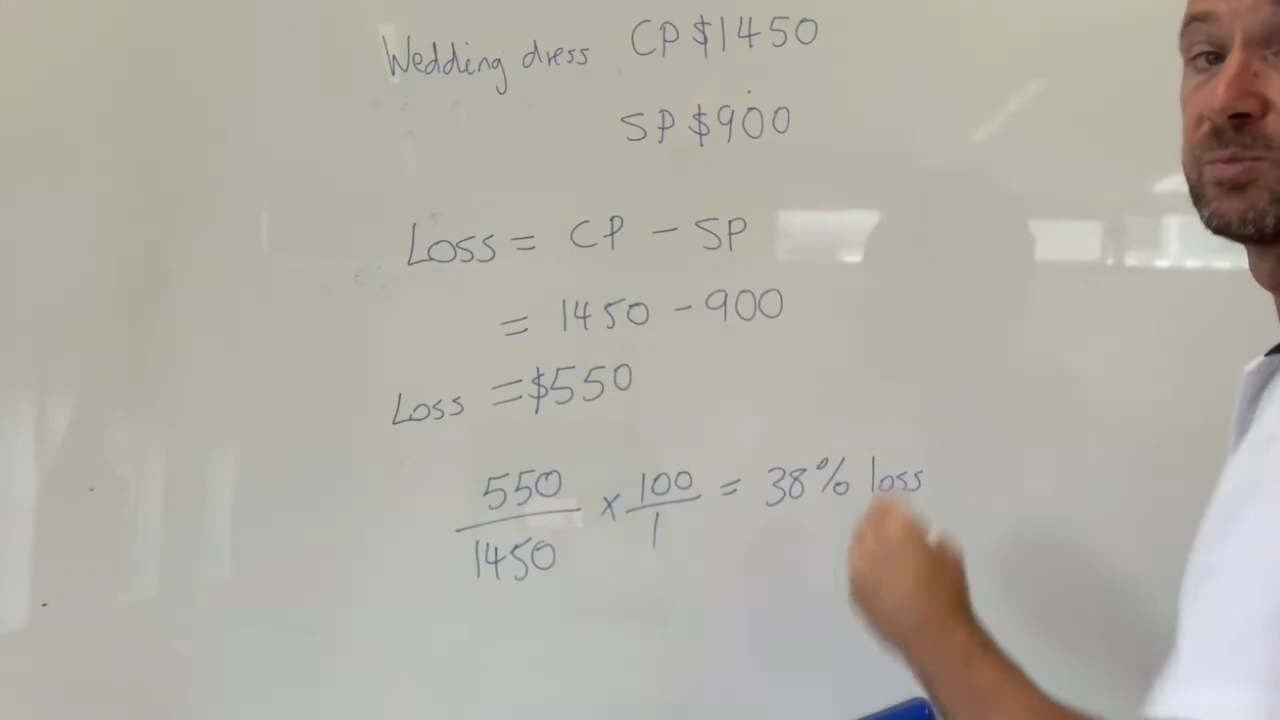 Wedding dress CP $1450
SP $900
Loss = CP - SP
= 1450 - 900
Loss = $550
550/1450 x 100/1 = 38% loss